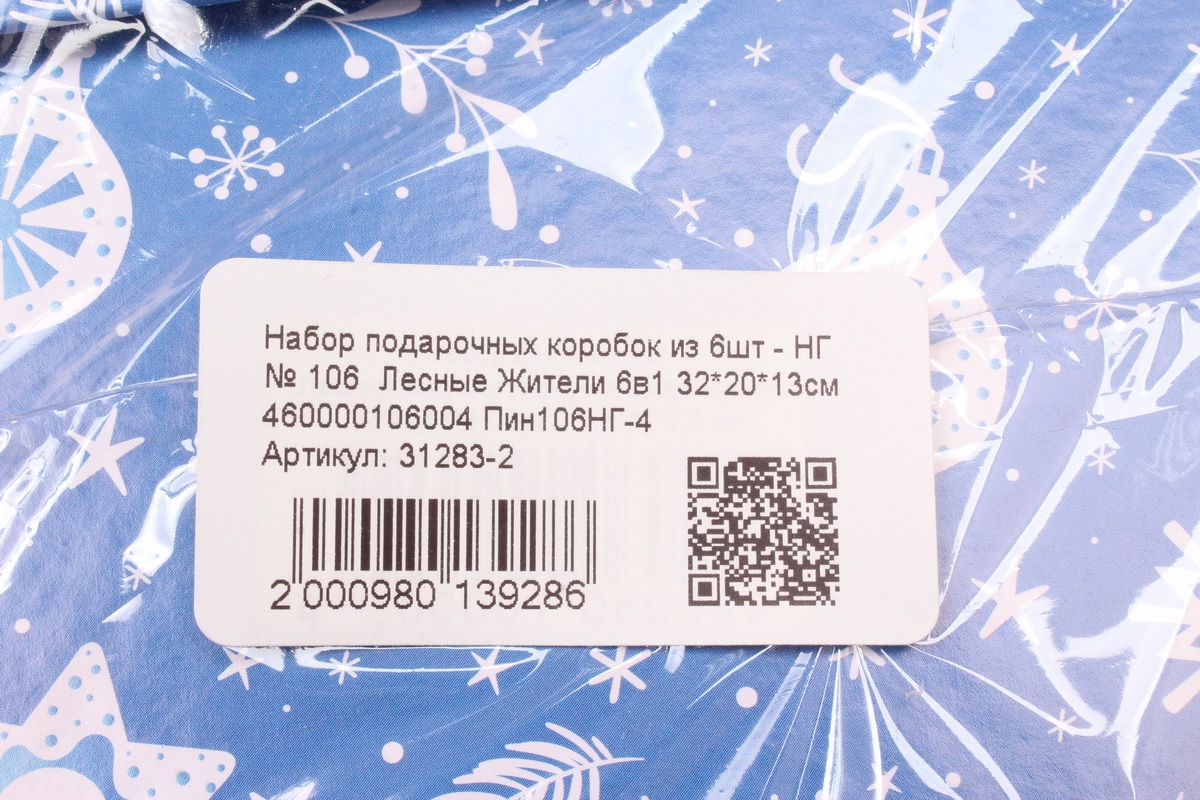 Набор подарочных коробок из 6шт - НГ
№ 106 Лесные Жители 6в1 32*20*13см
460000106004 Пин106НГ-4
Артикул: 31283-2
2 000980 139286